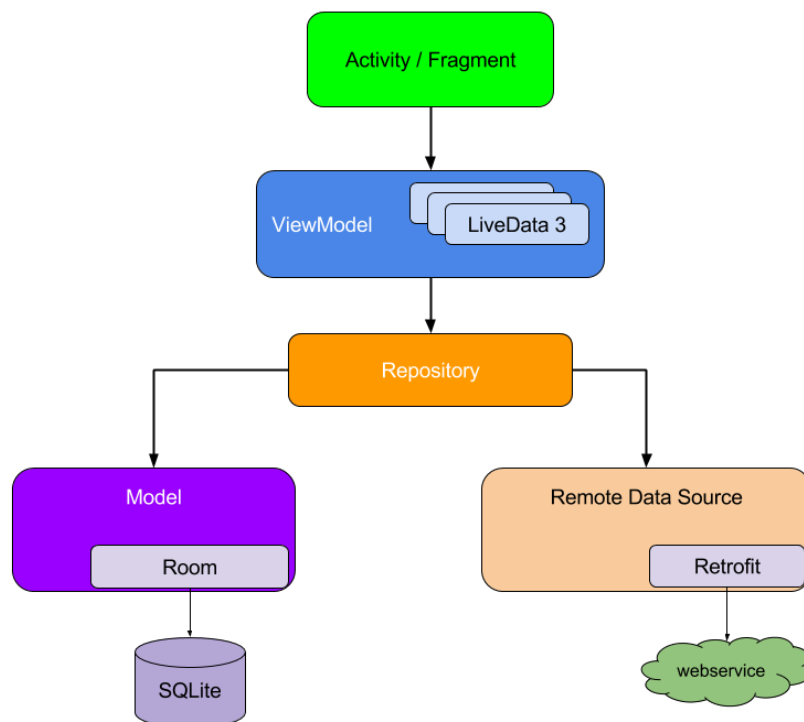 Activity / Fragment
ViewModel
LiveData 3
Repository
Model
Remote Data Source
Room
Retrofit
SQLite
webservice